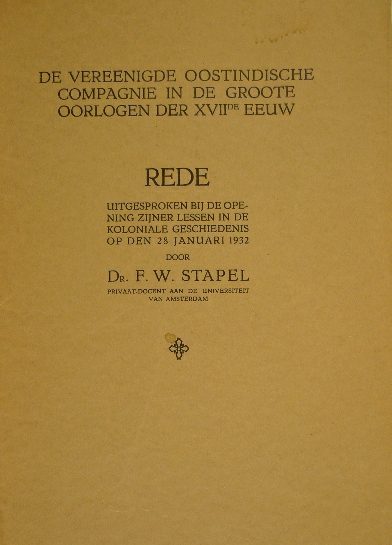 DE VEREENIGDE OOSTINDISCHE
COMPAGNIE IN DE GROOTE
OORLOGEN DER XVIIDE EEUW
REDE
UITGESPROKEN BIJ DE OPE-
NING ZIJNER LESSEN IN DE
KOLONIALE GESCHIEDENIS
OP DEN 28 JANUARI 1932
DOOR
DR. F. W. STAPEL
PRIVAAT-DOCENT AAN DE UNIVERSITEIT
VAN AMSTERDAM